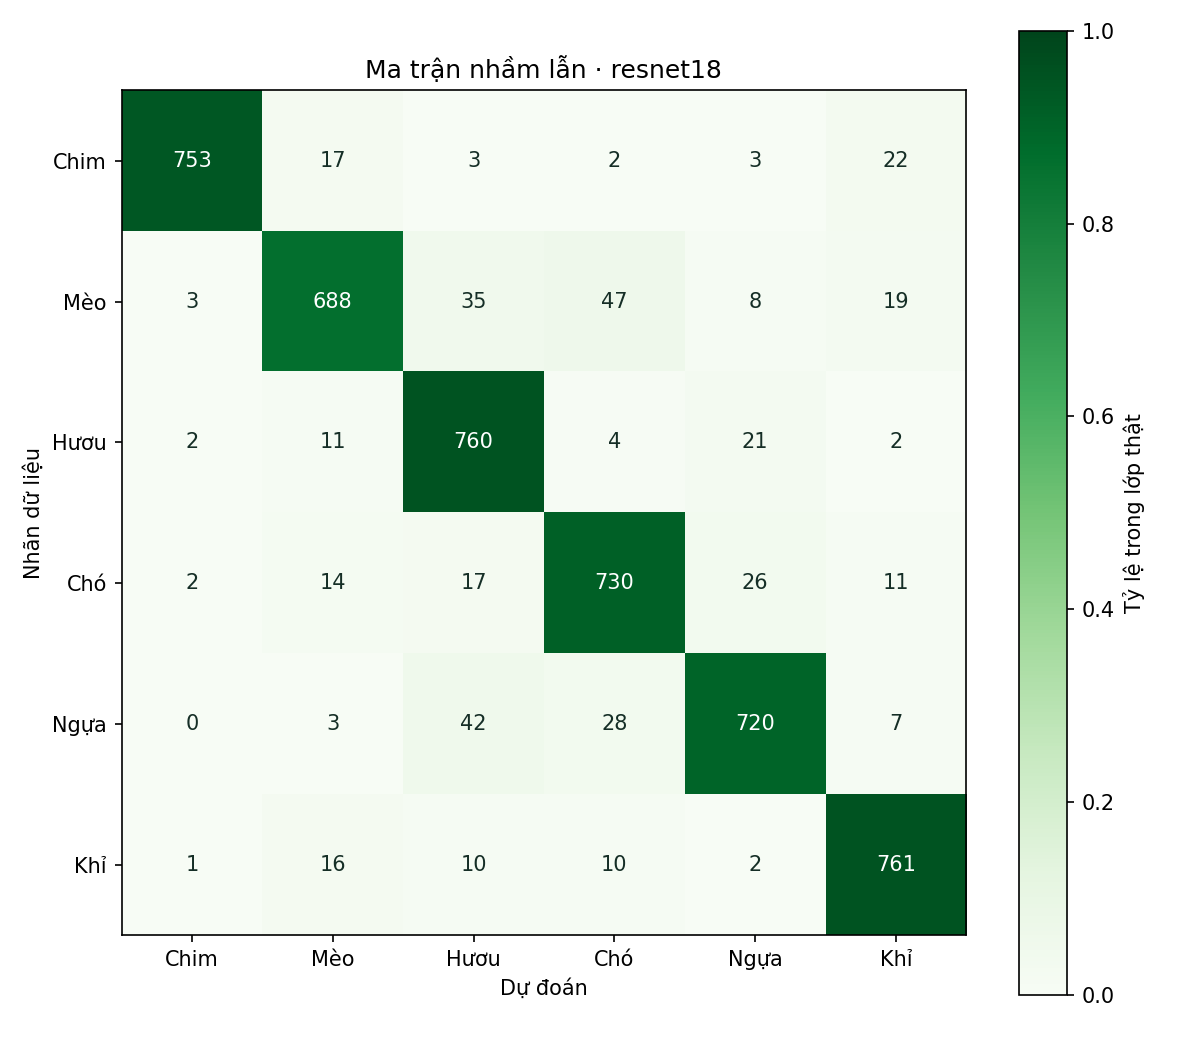 Ma trận nhầm lẫn · resnet18
1.0
Chim 753 17 3 2 3 22
0.8
Mèo 3 688 35 47 8 19
0.6
Hươu 2 11 760 4 21 2
Nhãn dữ liệu
Tỷ lệ trong lớp thật
Chó 2 14 17 730 26 11
0.4
Ngựa 0 3 42 28 720 7
0.2
Khỉ 1 16 10 10 2 761
Chim Mèo Hươu Chó Ngựa Khỉ
Dự đoán
0.0